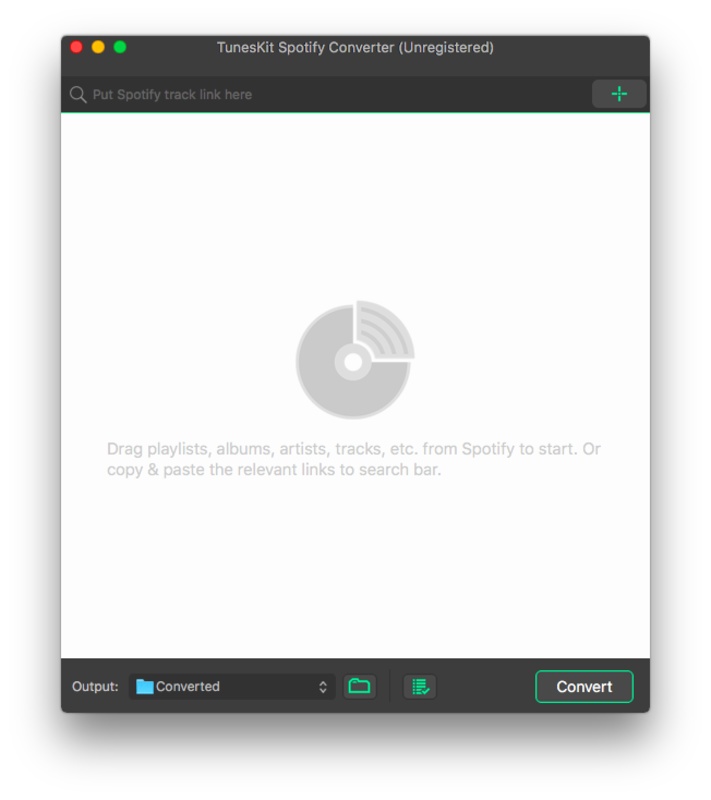 TunesKit Spotify Converter (Unregistered)
Put Spotify track link here
Drag playlists, albums, artists, tracks, etc. from Spotify to start. Or
copy & paste the relevant links to search bar.
Output: Converted Convert